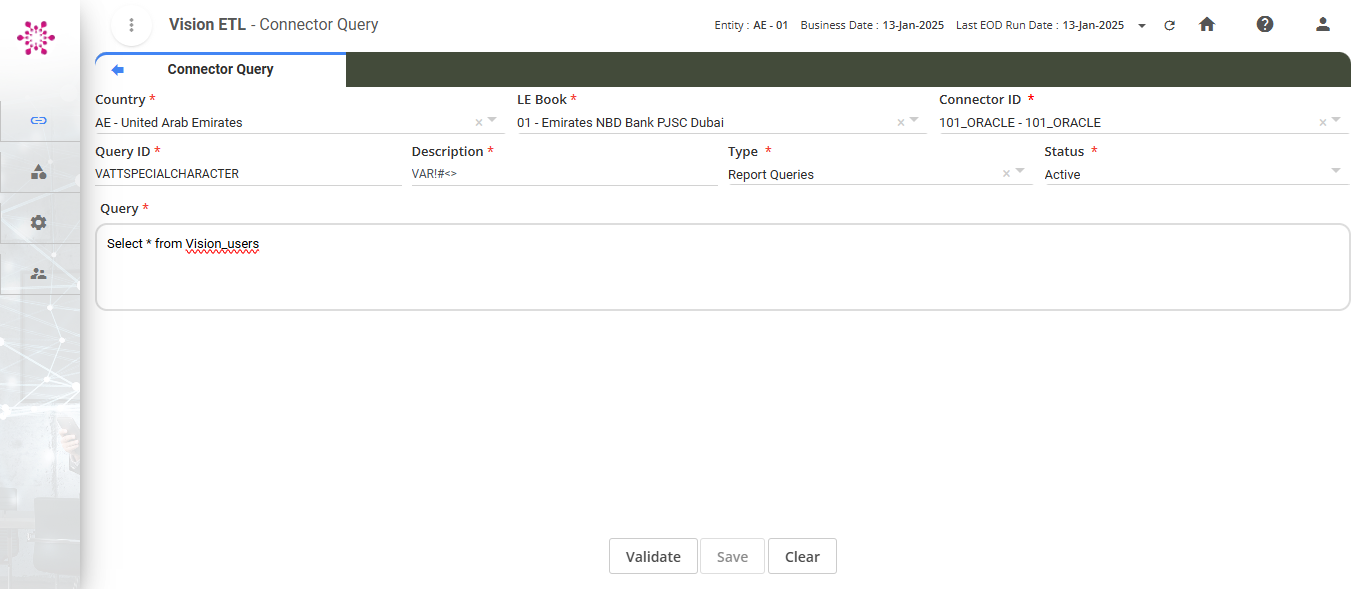 Vision ETL - Connector Query
Entity : AE - 01 Business Date : 13-Jan-2025 Last EOD Run Date : 13-Jan-2025
Connector Query
Country * LE Book * Connector ID *
AE - United Arab Emirates 01 - Emirates NBD Bank PJSC Dubai 101_ORACLE - 101_ORACLE
Query ID * Description * Type * Status *
VATTSPECIALCHARACTER VAR!#<> Report Queries Active
Query *
Select * from Vision_users
Validate Save Clear